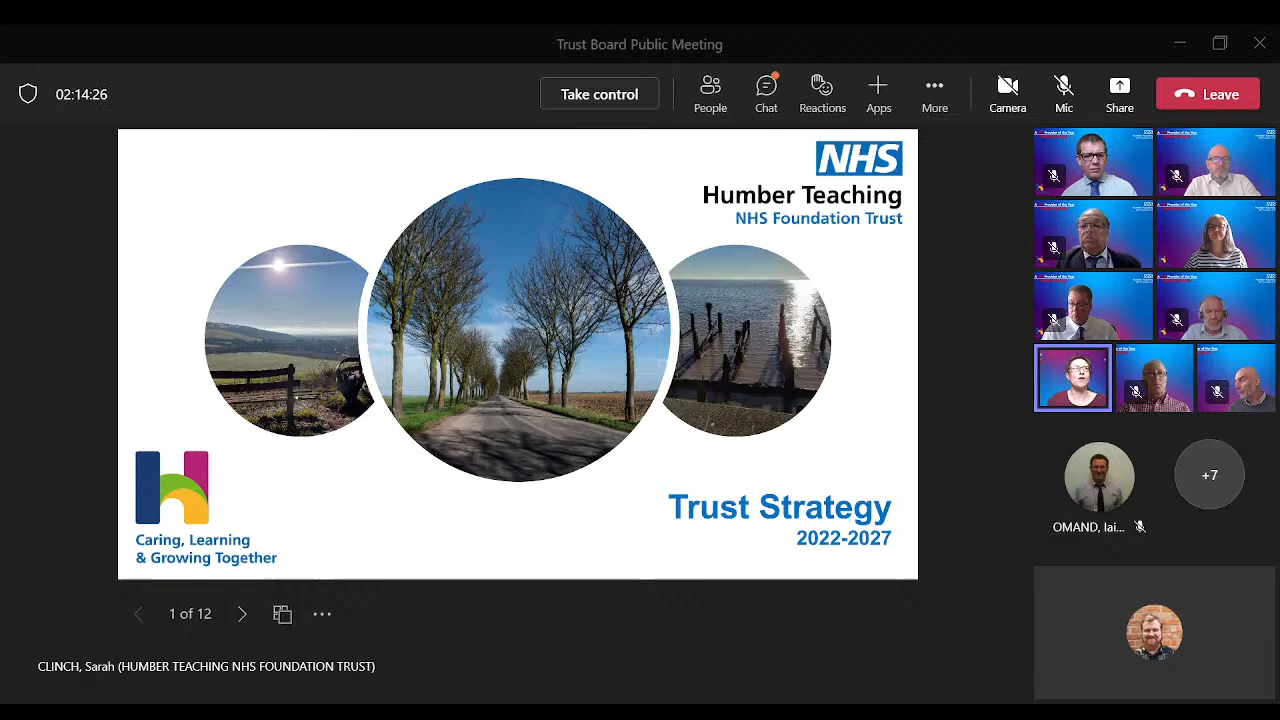 Trust Board Public Meeting
02:14:26
Take control
People
Chat
Reactions
Apps
More
Camera
Mic
Share
Leave
NHS
Humber Teaching
NHS Foundation Trust
Caring, Learning
& Growing Together
Trust Strategy
2022-2027
OMAND, Iai...
+7
1 of 12
CLINCH, Sarah (HUMBER TEACHING NHS FOUNDATION TRUST)